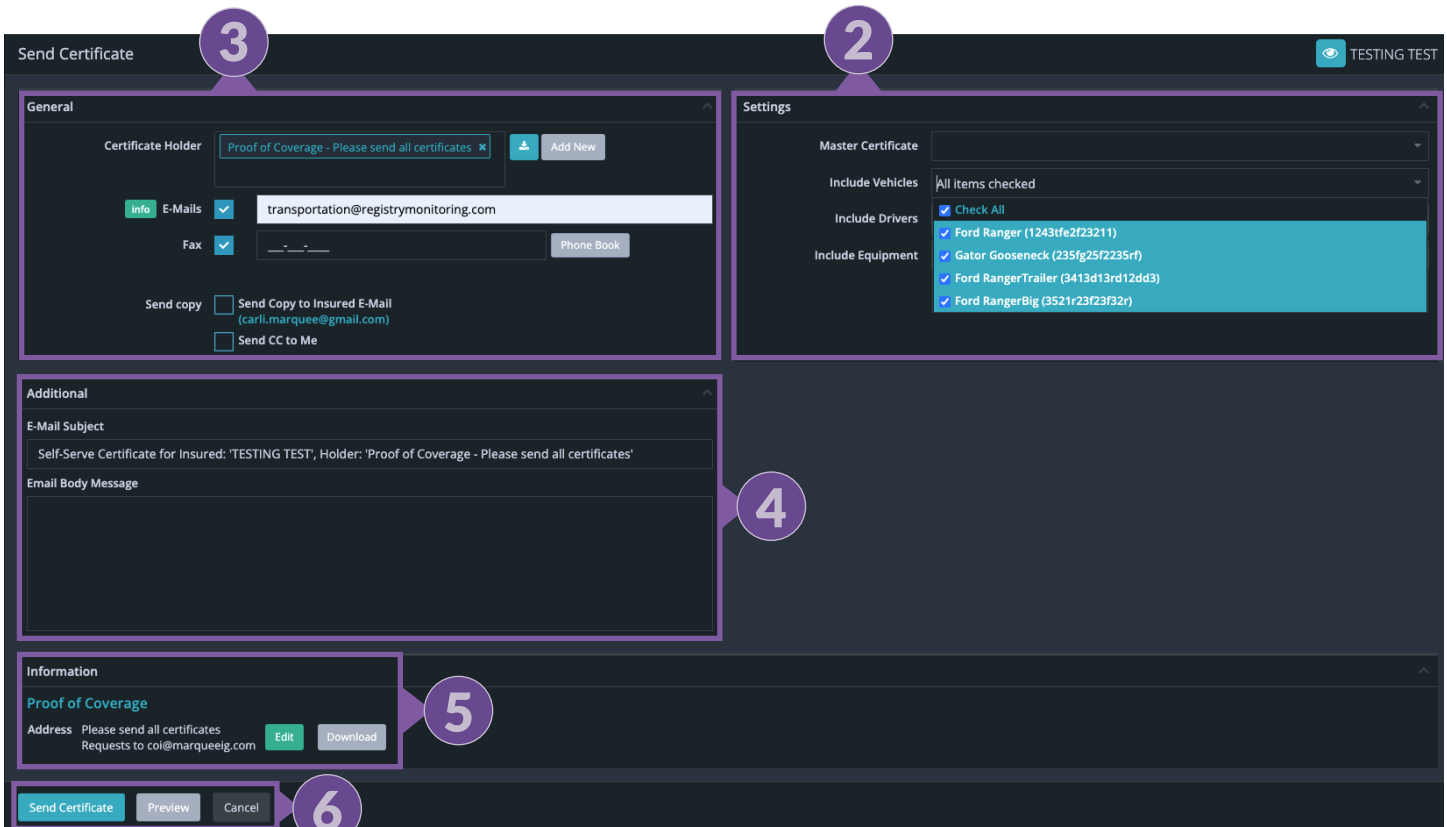 3
2
Send Certificate
TESTING TEST
General
Certificate Holder
Proof of Coverage - Please send all certificates ×
Add New
info E-Mails
transportation@registrymonitoring.com
Fax
___-___-____
Phone Book
Send copy
Send Copy to Insured E-Mail
(carli.marquee@gmail.com)
Send CC to Me
Settings
Master Certificate
Include Vehicles
All items checked
Include Drivers
Include Equipment
Check All
Ford Ranger (1243tfe2f23211)
Gator Gooseneck (235fg25f2235rf)
Ford RangerTrailer (3413d13rd12dd3)
Ford RangerBig (3521r23f23f32r)
Additional
E-Mail Subject
Self-Serve Certificate for Insured: 'TESTING TEST', Holder: 'Proof of Coverage - Please send all certificates'
Email Body Message
4
Information
Proof of Coverage
Address Please send all certificates
Requests to coi@marqueeig.com
Edit
Download
5
Send Certificate
Preview
Cancel
6